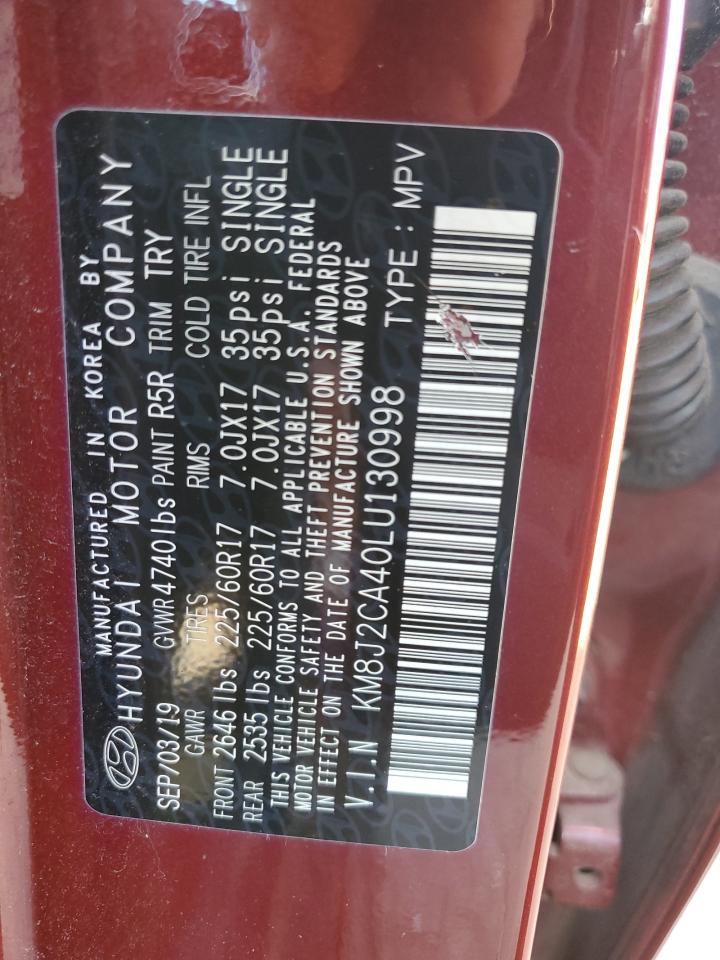 MANUFACTURED IN KOREA BY
HYUNDAI MOTOR COMPANY
SEP/03/19 GVWR 4740lbs PAINT R5R TRIM TRY
GAWR TIRES RIMS COLD TIRE INFL
FRONT 2646 lbs 225/60R17 7.0JX17 35psi SINGLE
REAR 2535 lbs 225/60R17 7.0JX17 35psi SINGLE
THIS VEHICLE CONFORMS TO ALL APPLICABLE U.S.A. FEDERAL
MOTOR VEHICLE SAFETY AND THEFT PREVENTION STANDARDS
IN EFFECT ON THE DATE OF MANUFACTURE SHOWN ABOVE
V.I.N KM8J2CA40LU130998 TYPE : MPV